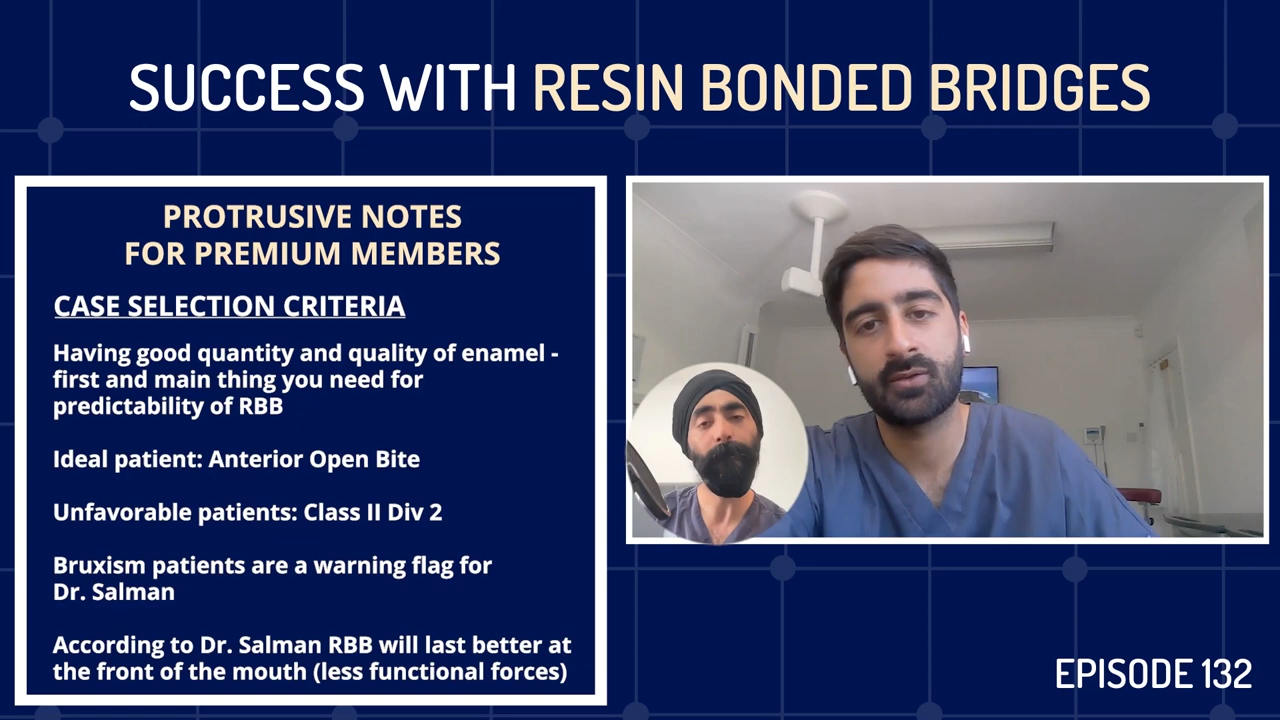 SUCCESS WITH RESIN BONDED BRIDGES
PROTRUSIVE NOTES
FOR PREMIUM MEMBERS
CASE SELECTION CRITERIA
Having good quantity and quality of enamel -
first and main thing you need for
predictability of RBB
Ideal patient: Anterior Open Bite
Unfavorable patients: Class II Div 2
Bruxism patients are a warning flag for
Dr. Salman
According to Dr. Salman RBB will last better at
the front of the mouth (less functional forces)
EPISODE 132